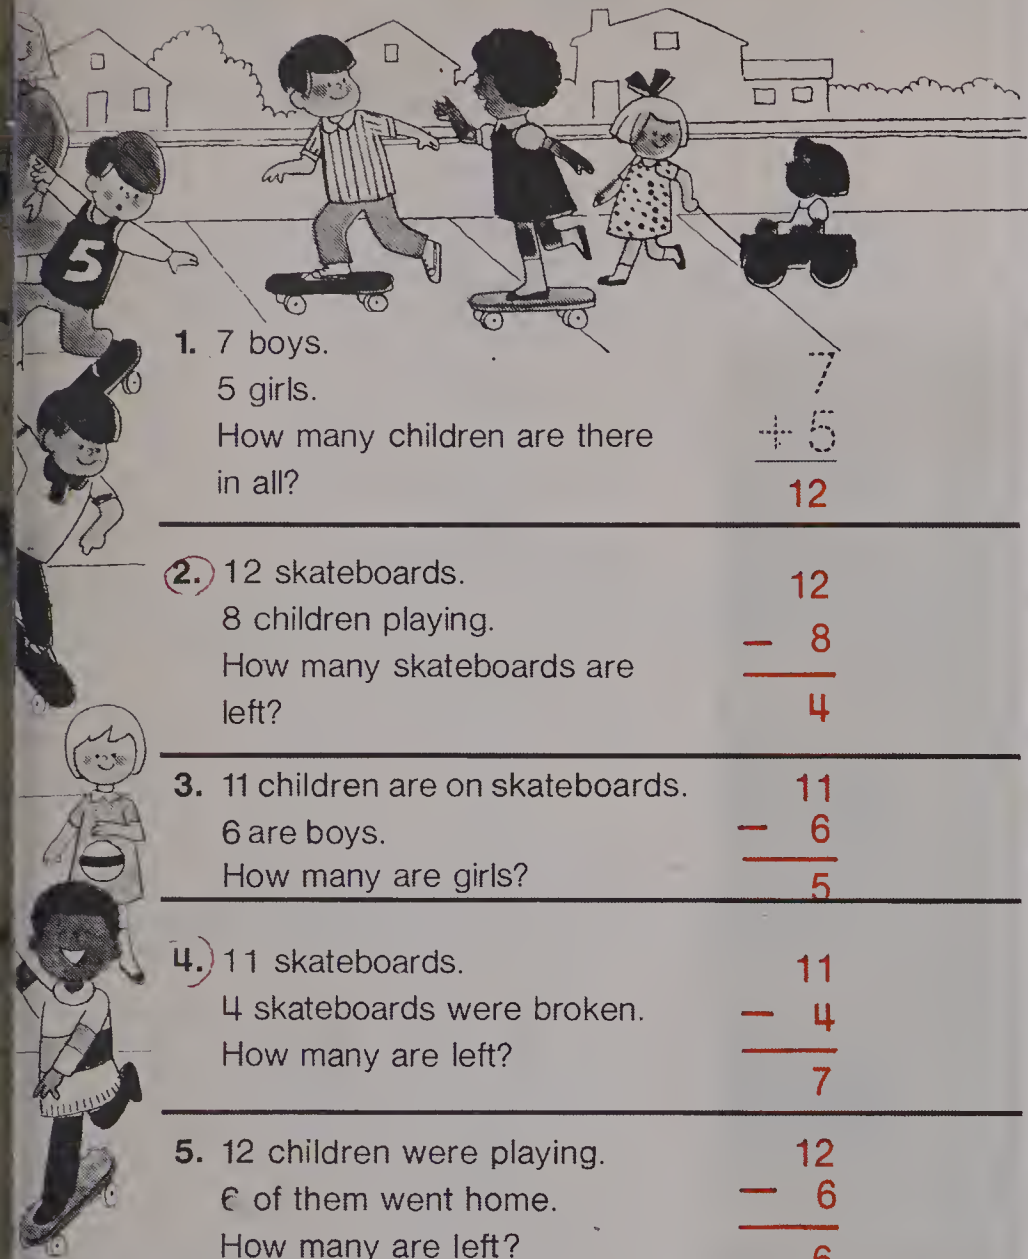 5
1. 7 boys.
5 girls.
How many children are there
in all?
7
+ 5
12
2. 12 skateboards.
8 children playing.
How many skateboards are
left?
12
- 8
4
3. 11 children are on skateboards.
6 are boys.
How many are girls?
11
- 6
5
4. 11 skateboards.
4 skateboards were broken.
How many are left?
11
- 4
7
5. 12 children were playing.
6 of them went home.
How many are left?
12
- 6
6